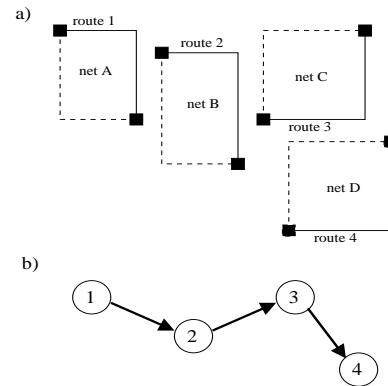 a)
route 1
net A
route 2
net B
net C
route 3
net D
route 4
b)
1
2
3
4